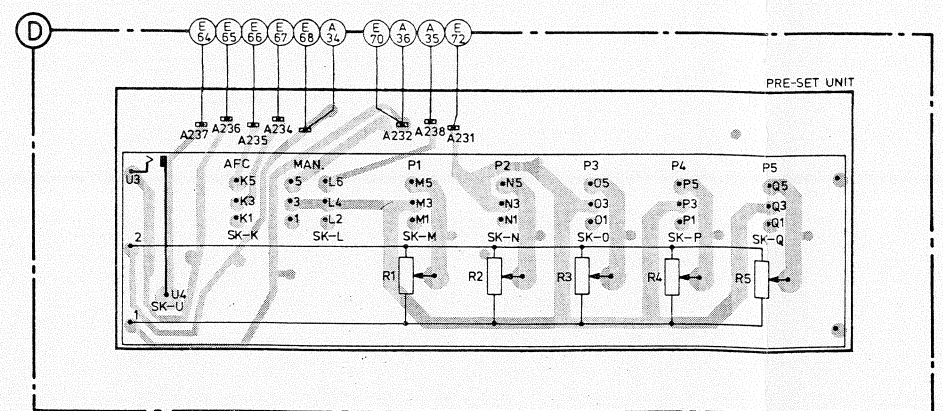 D
E 64 E 65 E 66 E 67 E 68 A 34 E 70 A 36 A 35 E 72
PRE-SET UNIT
A237 A236 A235 A234 A232 A238 A231
AFC MAN. P1 P2 P3 P4 P5
U3 K5 5 L6 M5 N5 O5 P5 Q5
K3 3 L4 M3 N3 O3 P3 Q3
K1 1 L2 M1 N1 O1 P1 Q1
SK-K SK-L SK-M SK-N SK-O SK-P SK-Q
2
R1 R2 R3 R4 R5
U4
SK-U
1